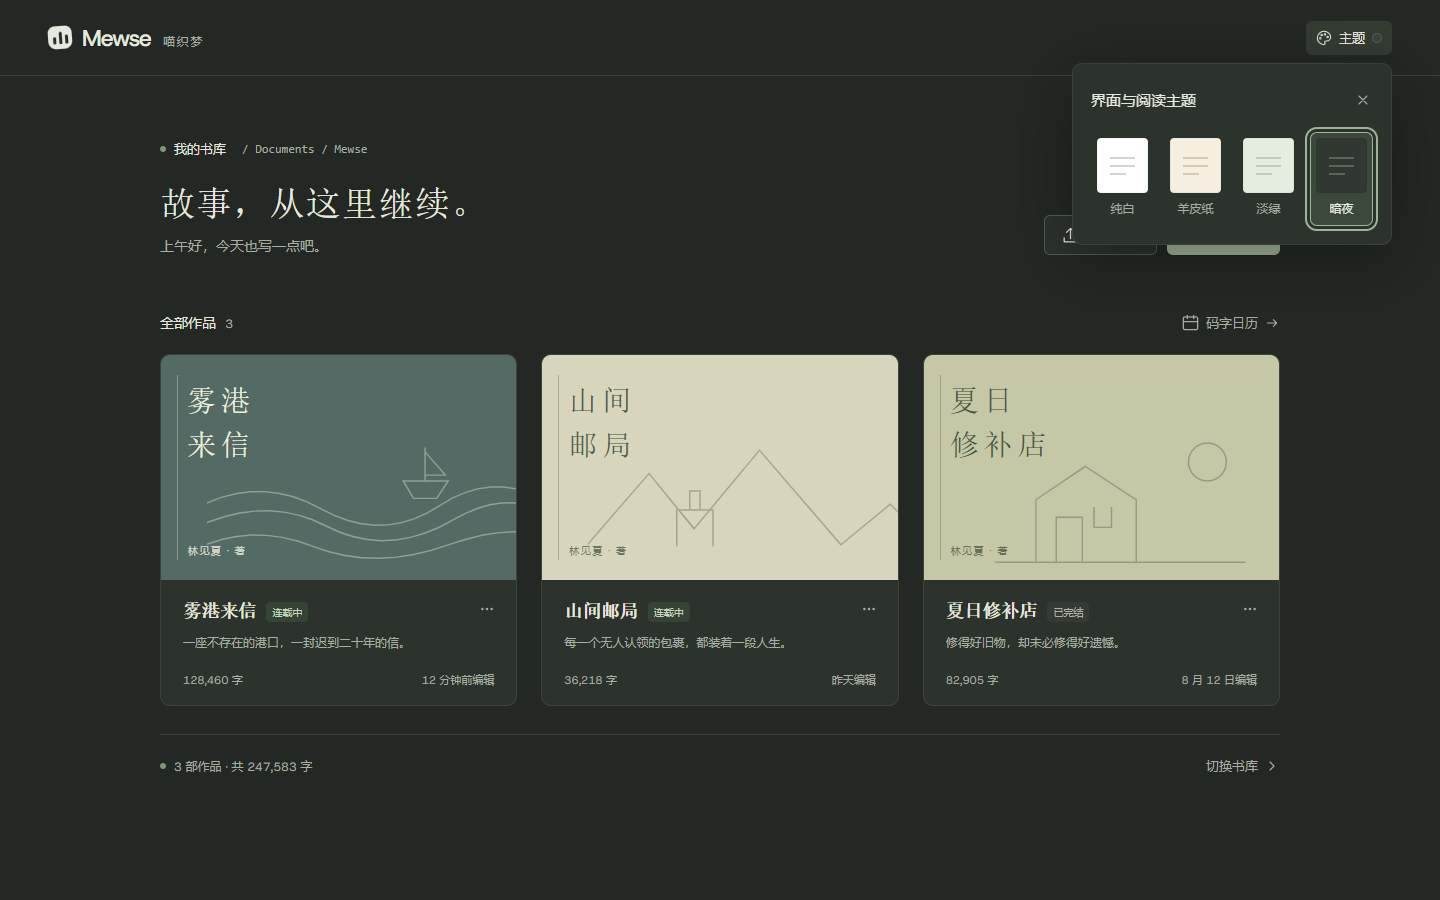 Mewse 喵织梦
主题
界面与阅读主题
纯白
羊皮纸
淡绿
暗夜
我的书库 / Documents / Mewse
故事，从这里继续。
上午好，今天也写一点吧。
全部作品 3
码字日历
雾港
来信
林见夏 · 著
雾港来信 连载中
一座不存在的港口，一封迟到二十年的信。
128,460 字
12 分钟前编辑
山间
邮局
林见夏 · 著
山间邮局 连载中
每一个无人认领的包裹，都装着一段人生。
36,218 字
昨天编辑
夏日
修补店
林见夏 · 著
夏日修补店 已完结
修得好旧物，却未必修得好遗憾。
82,905 字
8 月 12 日编辑
3 部作品 · 共 247,583 字
切换书库